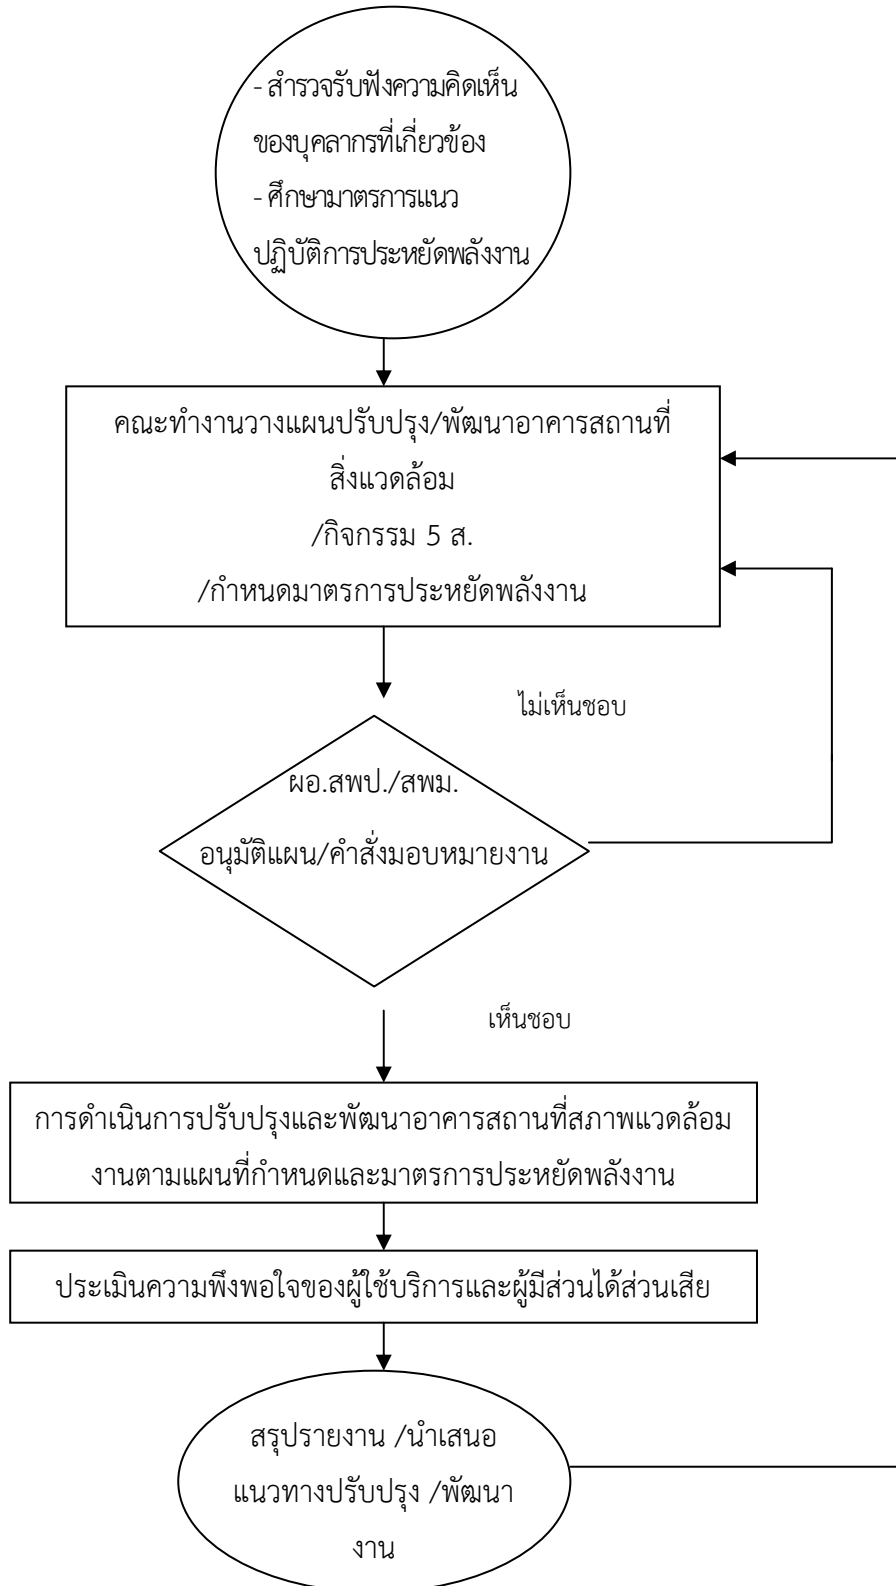 - สำรวจรับฟังความคิดเห็น
ของบุคลากรที่เกี่ยวข้อง
- ศึกษามาตรการแนว
ปฏิบัติการประหยัดพลังงาน
คณะทำงานวางแผนปรับปรุง/พัฒนาอาคารสถานที่
สิ่งแวดล้อม
/กิจกรรม 5 ส.
/กำหนดมาตรการประหยัดพลังงาน
ไม่เห็นชอบ
ผอ.สพป./สพม.
อนุมัติแผน/คำสั่งมอบหมายงาน
เห็นชอบ
การดำเนินการปรับปรุงและพัฒนาอาคารสถานที่สภาพแวดล้อม
งานตามแผนที่กำหนดและมาตรการประหยัดพลังงาน
ประเมินความพึงพอใจของผู้ใช้บริการและผู้มีส่วนได้ส่วนเสีย
สรุปรายงาน /นำเสนอ
แนวทางปรับปรุง /พัฒนา
งาน